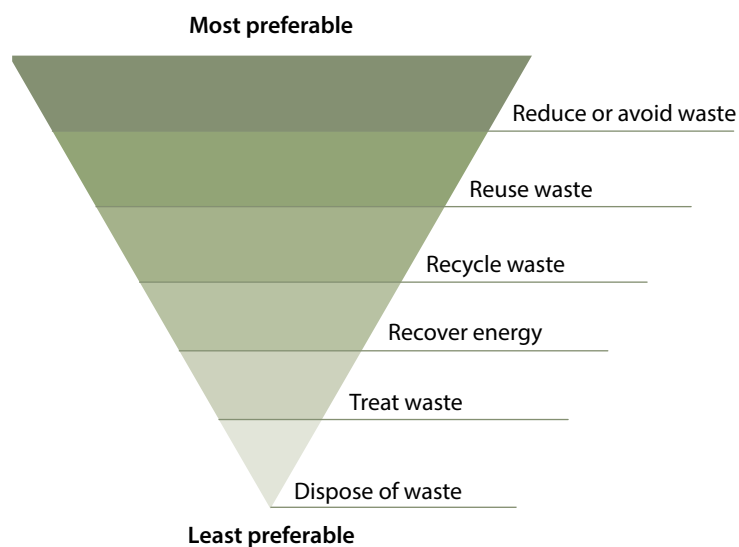 Most preferable
Reduce or avoid waste
Reuse waste
Recycle waste
Recover energy
Treat waste
Dispose of waste
Least preferable